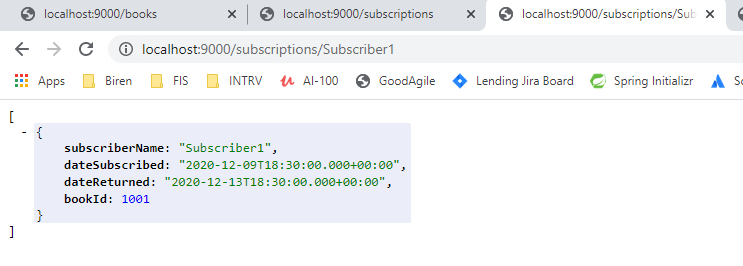 localhost:9000/books
localhost:9000/subscriptions
localhost:9000/subscriptions/Sub
localhost:9000/subscriptions/Subscriber1
Apps Biren FIS INTRV AI-100 GoodAgile Lending Jira Board Spring Initializr
[
- {
subscriberName: "Subscriber1",
dateSubscribed: "2020-12-09T18:30:00.000+00:00",
dateReturned: "2020-12-13T18:30:00.000+00:00",
bookId: 1001
}
]